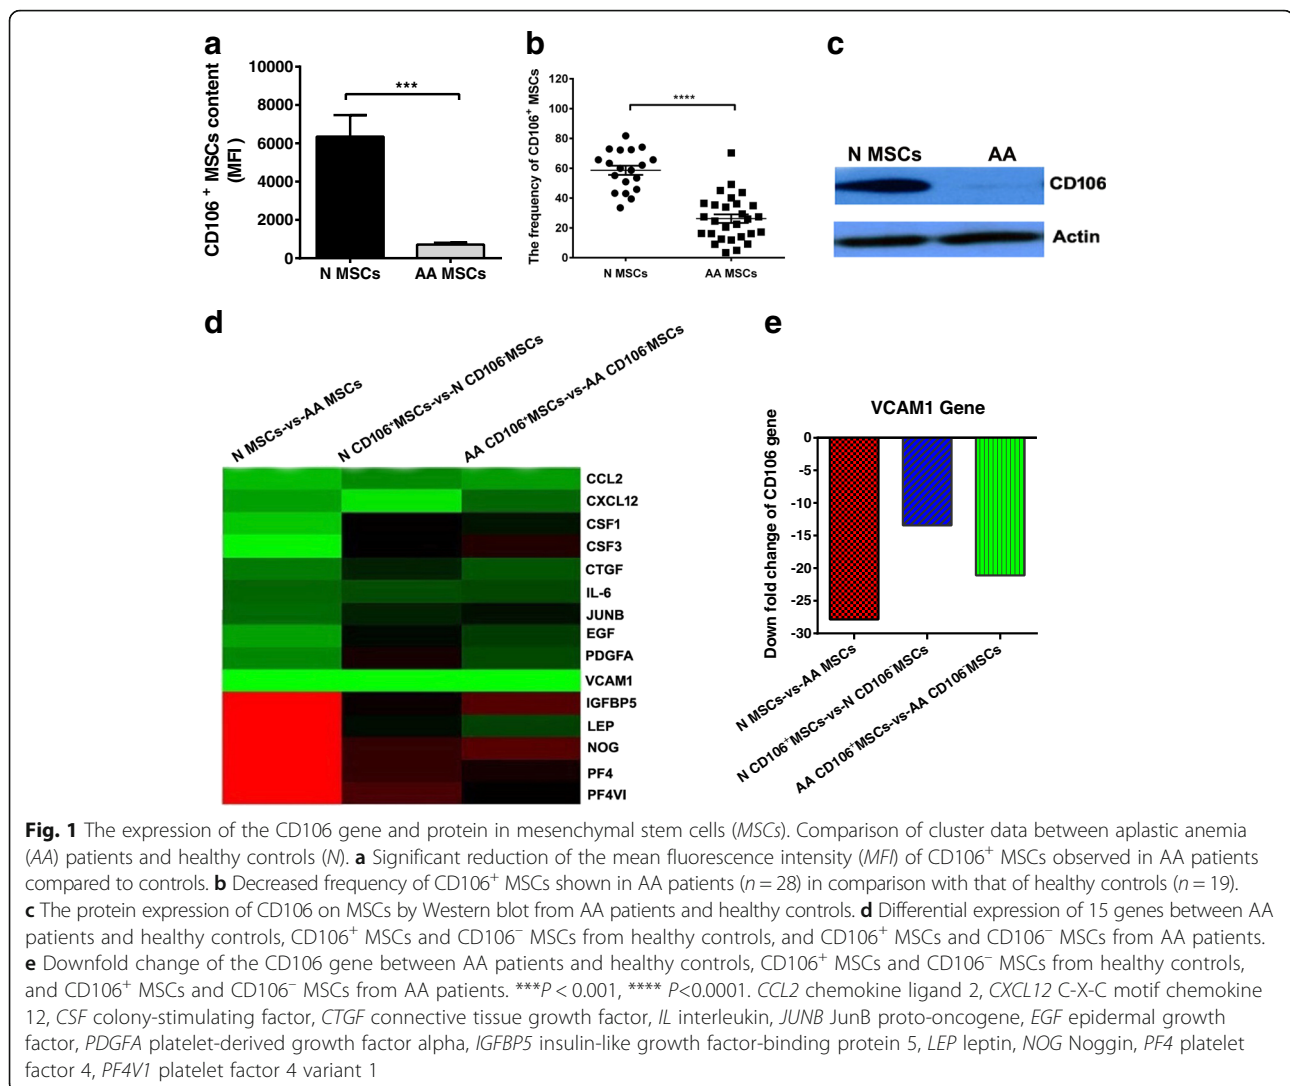 a
CD106 + MSCs content
(MFI )
10000
8000
6000
4000
2000
0
***
N MSCs
AA MSCs
b
The frequency of CD106+ MSCs
120
100
80
60
40
20
0
****
N MSCs
AA MSCs
c
N MSCs
AA
CD106
Actin
d
N MSCs-vs-AA MSCs
N CD106+MSCs-vs-N CD106-MSCs
AA CD106+MSCs-vs-AA CD106-MSCs
CCL2
CXCL12
CSF1
CSF3
CTGF
IL-6
JUNB
EGF
PDGFA
VCAM1
IGFBP5
LEP
NOG
PF4
PF4VI
e
VCAM1 Gene
Down fold change of CD106 gene
0
-5
-10
-15
-20
-25
-30
N MSCs-vs-AA MSCs
N CD106+MSCs-vs-N CD106-MSCs
AA CD106+MSCs-vs-AA CD106-MSCs
Fig. 1 The expression of the CD106 gene and protein in mesenchymal stem cells (MSCs). Comparison of cluster data between aplastic anemia
(AA) patients and healthy controls (N). a Significant reduction of the mean fluorescence intensity (MFI) of CD106+ MSCs observed in AA patients
compared to controls. b Decreased frequency of CD106+ MSCs shown in AA patients (n = 28) in comparison with that of healthy controls (n = 19).
c The protein expression of CD106 on MSCs by Western blot from AA patients and healthy controls. d Differential expression of 15 genes between AA
patients and healthy controls, CD106+ MSCs and CD106− MSCs from healthy controls, and CD106+ MSCs and CD106− MSCs from AA patients.
e Downfold change of the CD106 gene between AA patients and healthy controls, CD106+ MSCs and CD106− MSCs from healthy controls,
and CD106+ MSCs and CD106− MSCs from AA patients. ***P < 0.001, **** P<0.0001. CCL2 chemokine ligand 2, CXCL12 C-X-C motif chemokine
12, CSF colony-stimulating factor, CTGF connective tissue growth factor, IL interleukin, JUNB JunB proto-oncogene, EGF epidermal growth
factor, PDGFA platelet-derived growth factor alpha, IGFBP5 insulin-like growth factor-binding protein 5, LEP leptin, NOG Noggin, PF4 platelet
factor 4, PF4V1 platelet factor 4 variant 1